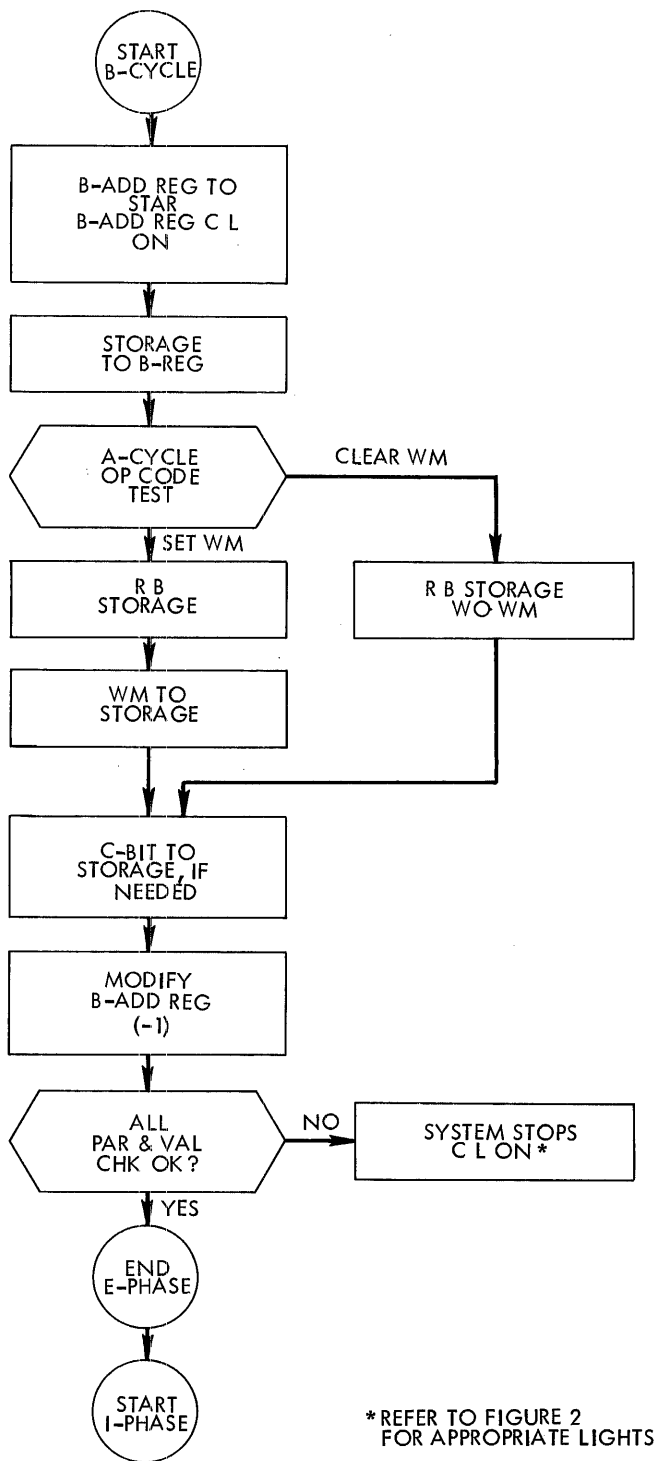 START
B-CYCLE
B-ADD REG TO
STAR
B-ADD REG C L
ON
STORAGE
TO B-REG
A-CYCLE
OP CODE
TEST
CLEAR WM
SET WM
R B
STORAGE
R B STORAGE
WO WM
WM TO
STORAGE
C-BIT TO
STORAGE, IF
NEEDED
MODIFY
B-ADD REG
(-1)
ALL
PAR & VAL
CHK OK?
NO
SYSTEM STOPS
C L ON*
YES
END
E-PHASE
START
I-PHASE
*REFER TO FIGURE 2
FOR APPROPRIATE LIGHTS